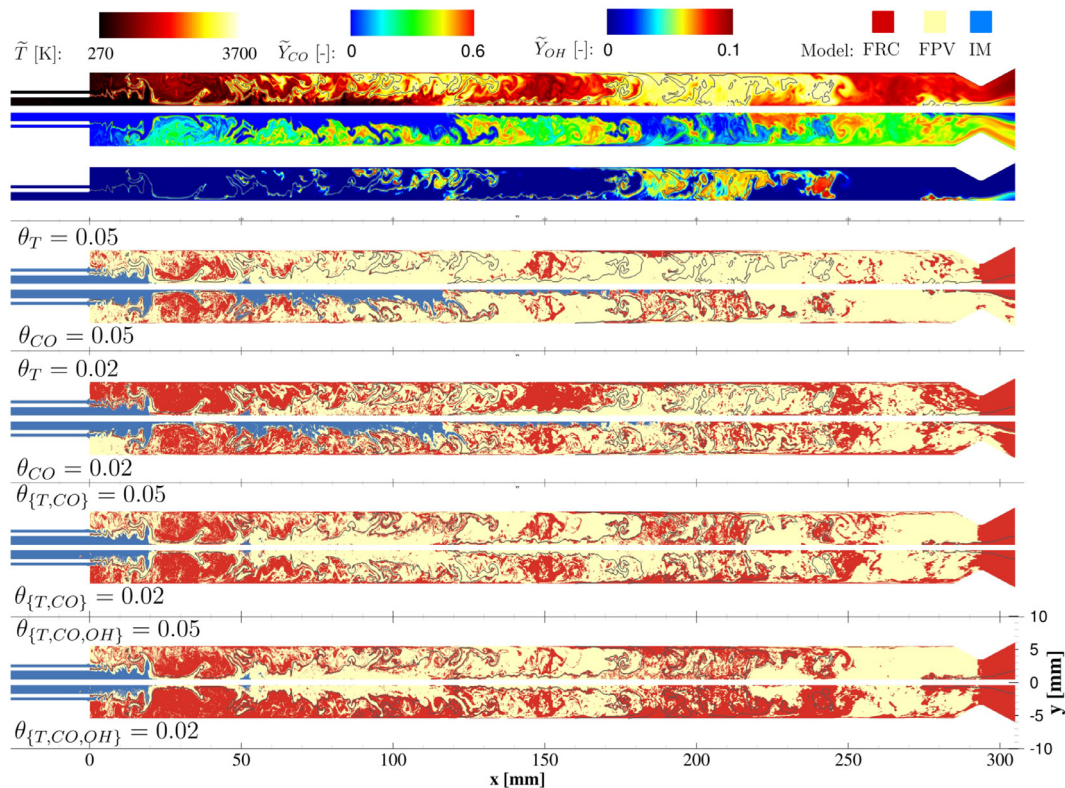 T̃ [K]: 270 3700 Ỹ_CO [-]: 0 0.6 Ỹ_OH [-]: 0 0.1 Model: FRC FPV IM
θ_T = 0.05
θ_CO = 0.05
θ_T = 0.02
θ_CO = 0.02
θ_{T,CO} = 0.05
θ_{T,CO} = 0.02
θ_{T,CO,OH} = 0.05
θ_{T,CO,OH} = 0.02
10
5
0
-5
-10
y [mm]
0 50 100 150 200 250 300
x [mm]